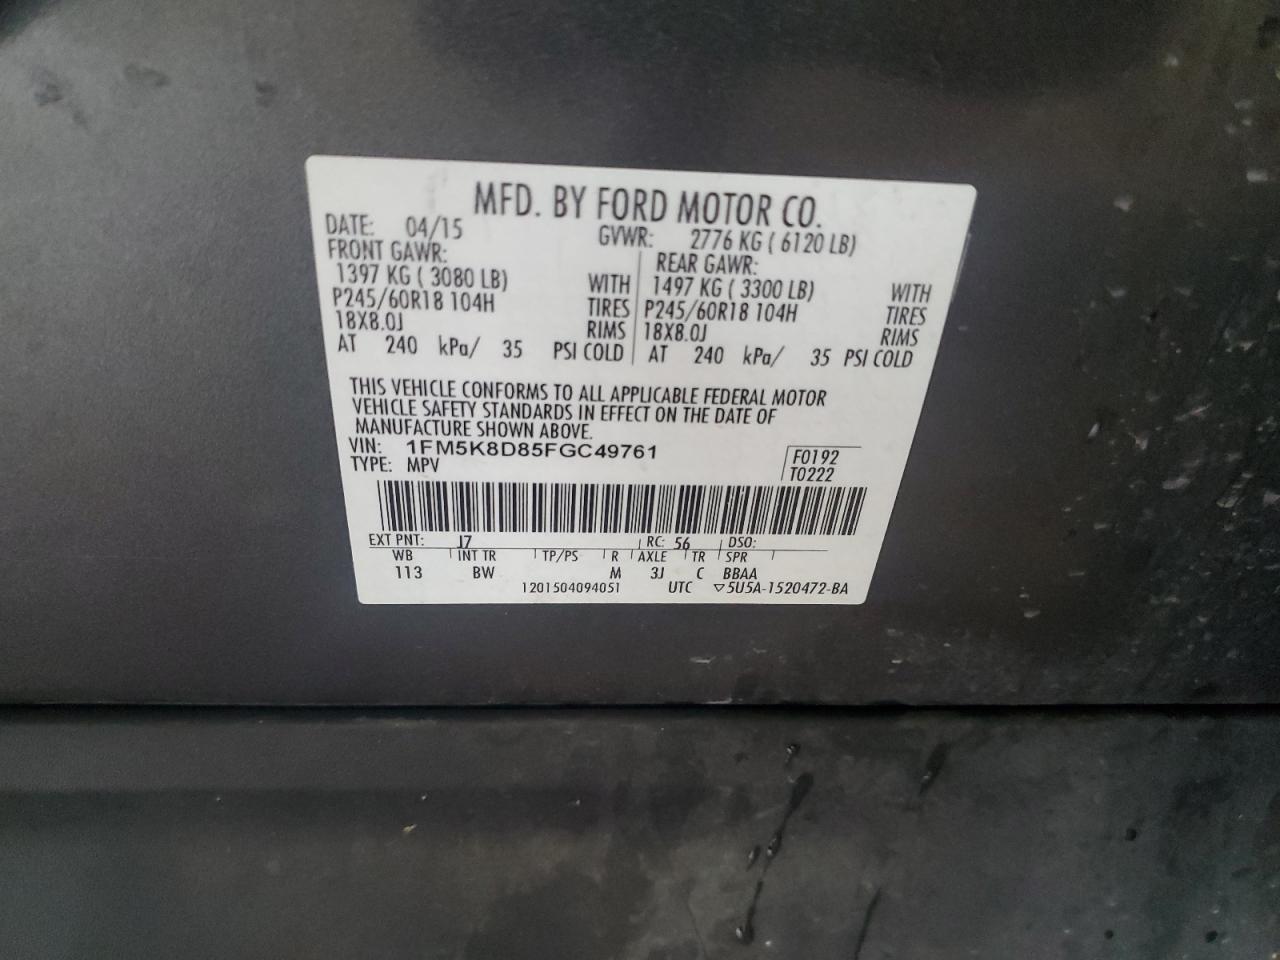 MFD. BY FORD MOTOR CO.
DATE: 04/15 GVWR: 2776 KG ( 6120 LB)
FRONT GAWR: REAR GAWR:
1397 KG ( 3080 LB) WITH 1497 KG ( 3300 LB) WITH
P245/60R18 104H TIRES P245/60R18 104H TIRES
18X8.0J RIMS 18X8.0J RIMS
AT 240 kPa/ 35 PSI COLD AT 240 kPa/ 35 PSI COLD
THIS VEHICLE CONFORMS TO ALL APPLICABLE FEDERAL MOTOR
VEHICLE SAFETY STANDARDS IN EFFECT ON THE DATE OF
MANUFACTURE SHOWN ABOVE.
VIN: 1FM5K8D85FGC49761 F0192
TYPE: MPV T0222
EXT PNT: J7 RC: 56 DSO:
WB INT TR TP/PS R AXLE TR SPR
113 BW M 3J C BBAA
1201504094051 UTC ▽5U5A-1520472-BA